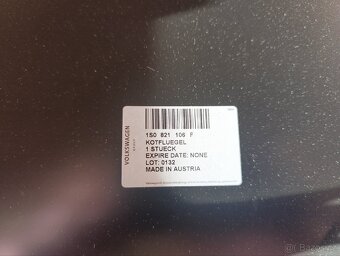 1S0 821 106 F
KOTFLUEGEL
1 STUECK
EXPIRE DATE: NONE
LOT: 0132
MADE IN AUSTRIA
VOLKSWAGEN